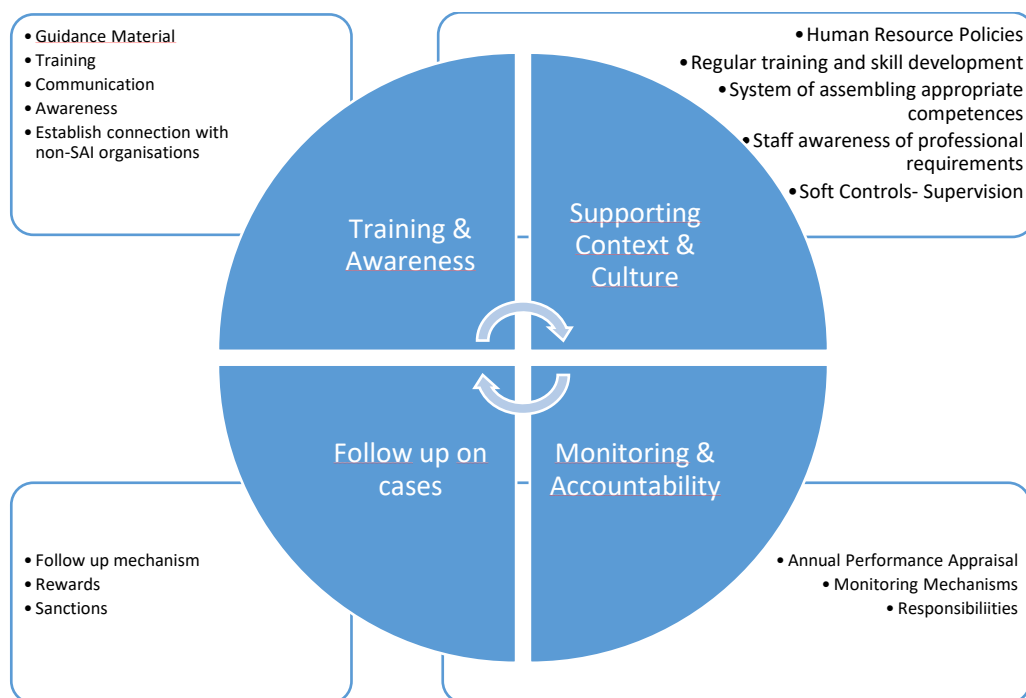 • Guidance Material
• Training
• Communication
• Awareness
• Establish connection with
non-SAI organisations
• Human Resource Policies
• Regular training and skill development
• System of assembling appropriate
competences
• Staff awareness of professional
requirements
• Soft Controls- Supervision
Training &
Awareness
Supporting
Context &
Culture
Follow up on
cases
Monitoring &
Accountability
• Follow up mechanism
• Rewards
• Sanctions
• Annual Performance Appraisal
• Monitoring Mechanisms
• Responsibiliities